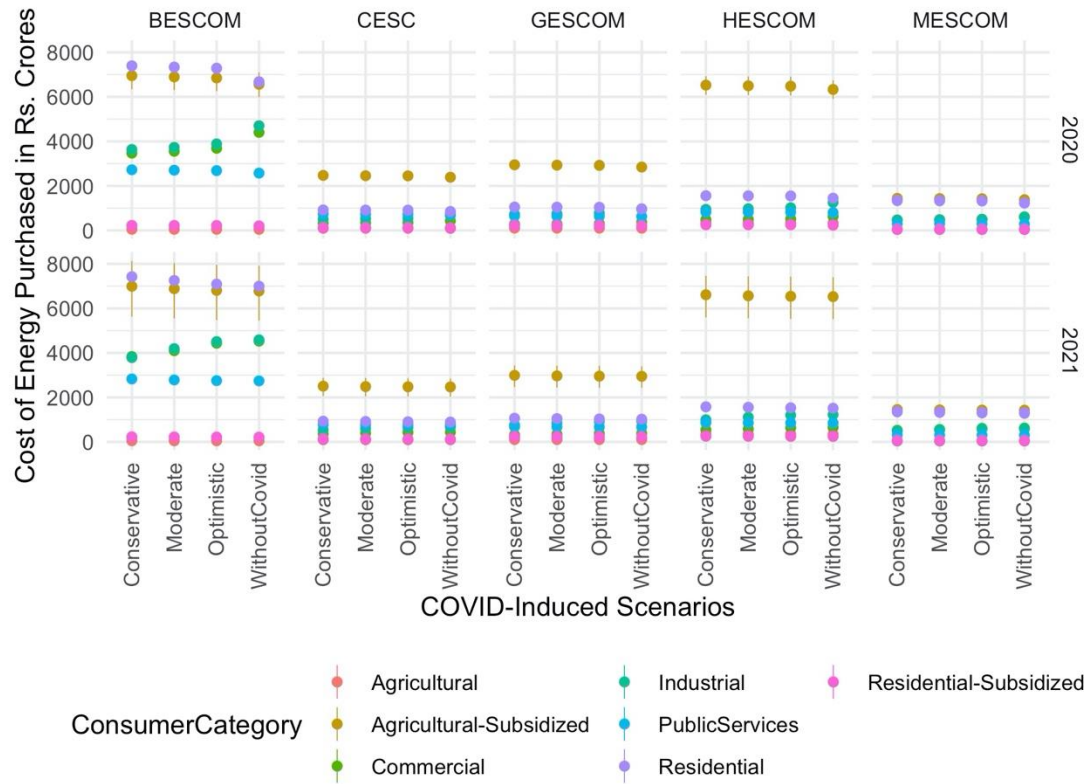 BESCOM CESC GESCOM HESCOM MESCOM
Cost of Energy Purchased in Rs. Crores
8000
6000
4000
2000
0
2020
8000
6000
4000
2000
0
2021
Conservative Moderate Optimistic WithoutCovid Conservative Moderate Optimistic WithoutCovid Conservative Moderate Optimistic WithoutCovid Conservative Moderate Optimistic WithoutCovid Conservative Moderate Optimistic WithoutCovid
COVID-Induced Scenarios
ConsumerCategory
Agricultural
Agricultural-Subsidized
Commercial
Industrial
PublicServices
Residential
Residential-Subsidized